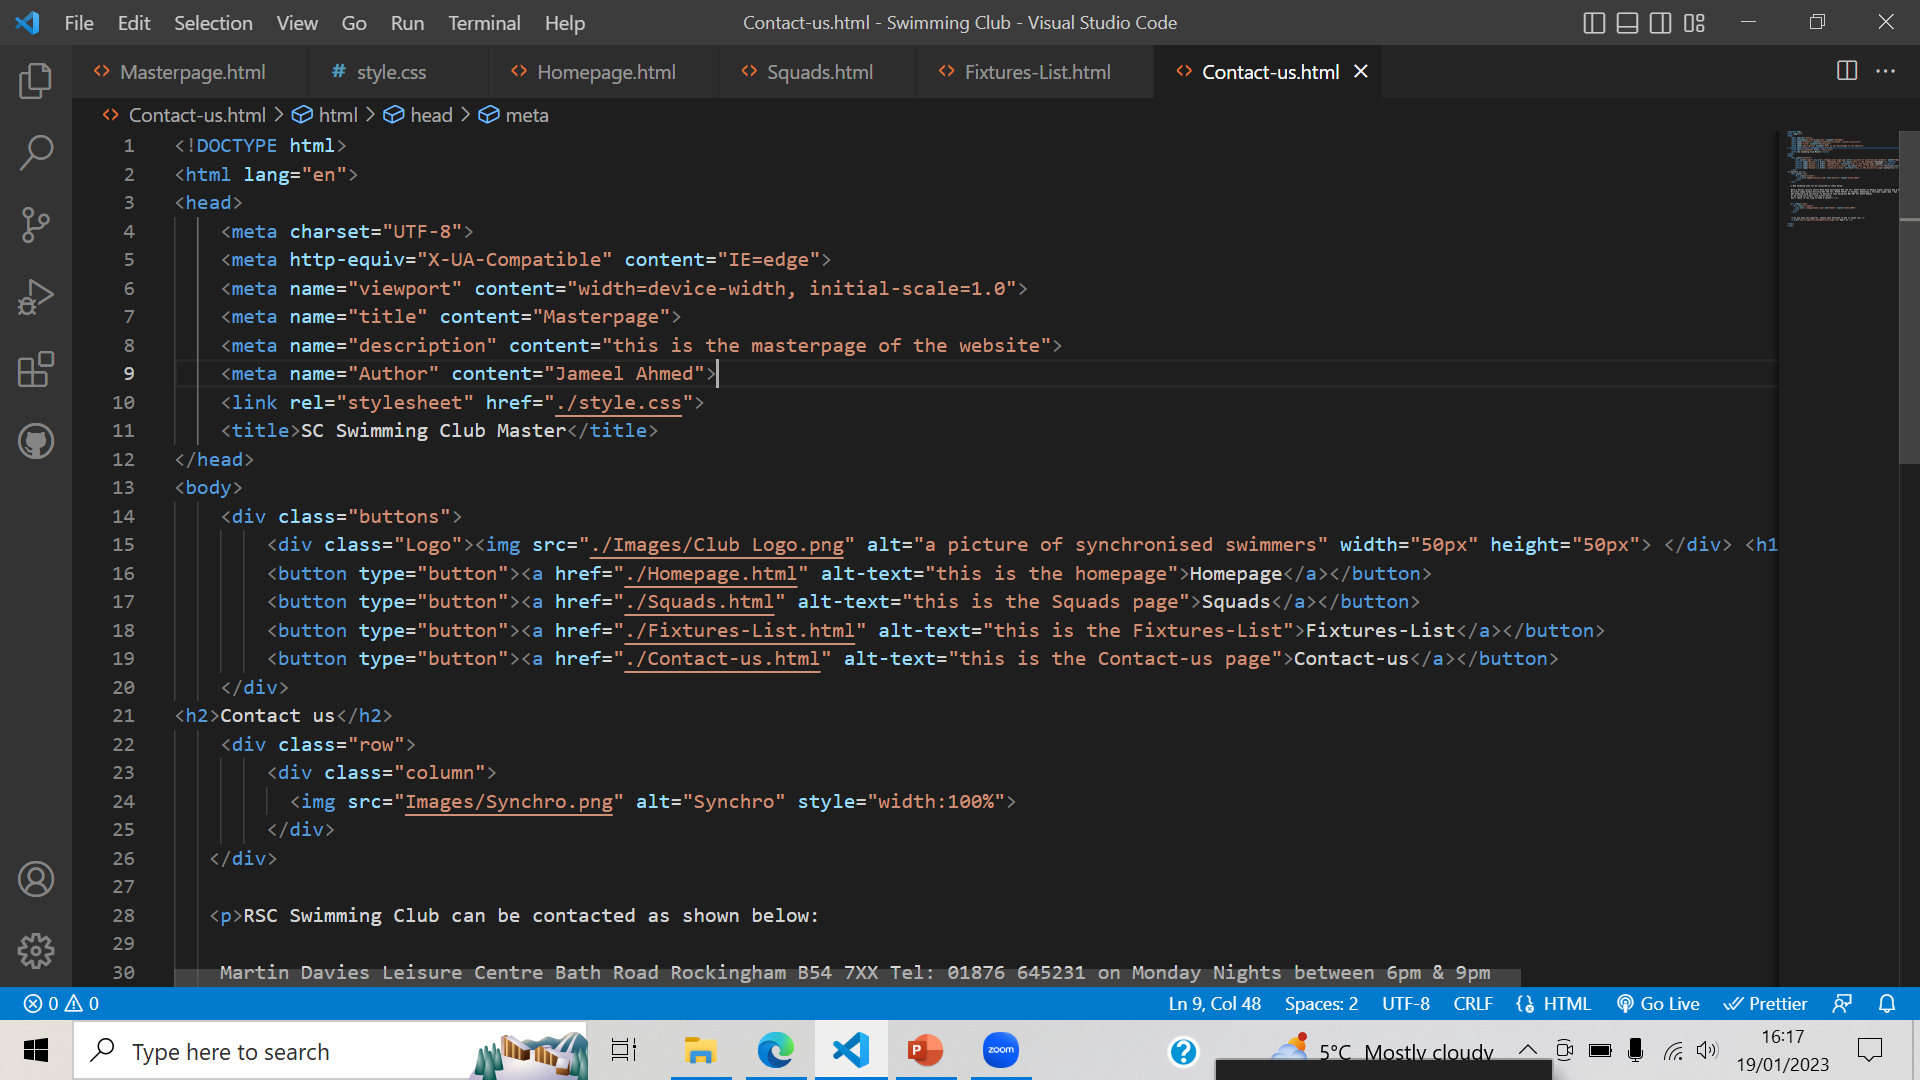 File Edit Selection View Go Run Terminal Help Contact-us.html - Swimming Club - Visual Studio Code
Masterpage.html # style.css Homepage.html Squads.html Fixtures-List.html Contact-us.html
Contact-us.html > html > head > meta
1 <!DOCTYPE html>
2 <html lang="en">
3 <head>
4 <meta charset="UTF-8">
5 <meta http-equiv="X-UA-Compatible" content="IE=edge">
6 <meta name="viewport" content="width=device-width, initial-scale=1.0">
7 <meta name="title" content="Masterpage">
8 <meta name="description" content="this is the masterpage of the website">
9 <meta name="Author" content="Jameel Ahmed">
10 <link rel="stylesheet" href="./style.css">
11 <title>SC Swimming Club Master</title>
12 </head>
13 <body>
14 <div class="buttons">
15 <div class="Logo"><img src="./Images/Club Logo.png" alt="a picture of synchronised swimmers" width="50px" height="50px"> </div> <h1
16 <button type="button"><a href="./Homepage.html" alt-text="this is the homepage">Homepage</a></button>
17 <button type="button"><a href="./Squads.html" alt-text="this is the Squads page">Squads</a></button>
18 <button type="button"><a href="./Fixtures-List.html" alt-text="this is the Fixtures-List">Fixtures-List</a></button>
19 <button type="button"><a href="./Contact-us.html" alt-text="this is the Contact-us page">Contact-us</a></button>
20 </div>
21 <h2>Contact us</h2>
22 <div class="row">
23 <div class="column">
24 <img src="Images/Synchro.png" alt="Synchro" style="width:100%">
25 </div>
26 </div>
27
28 <p>RSC Swimming Club can be contacted as shown below:
29
30 Martin Davies Leisure Centre Bath Road Rockingham B54 7XX Tel: 01876 645231 on Monday Nights between 6pm & 9pm
0 0 Ln 9, Col 48 Spaces: 2 UTF-8 CRLF HTML Go Live Prettier
Type here to search zoom 5°C Mostly cloudy 16:17
19/01/2023